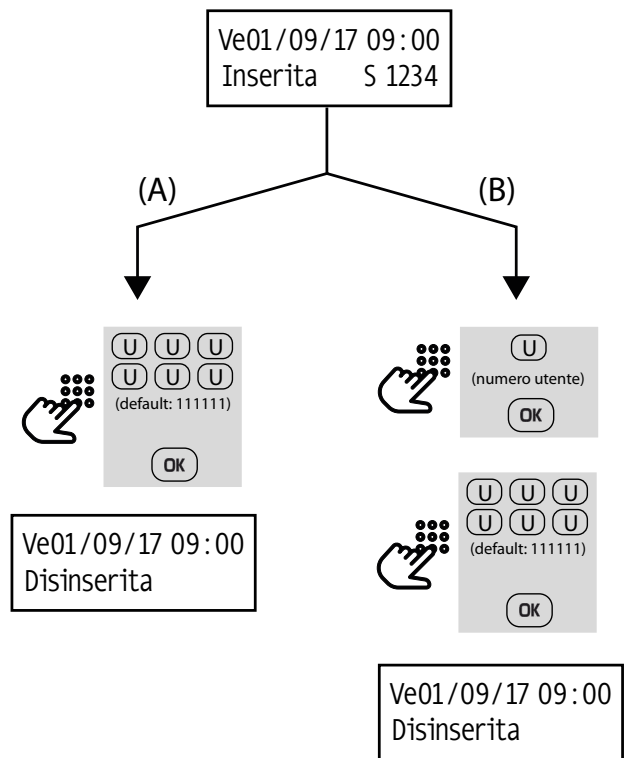 Ve01/09/17 09:00
Inserita S 1234
(A)
(B)
U U U
U U U
(default: 111111)
OK
Ve01/09/17 09:00
Disinserita
U
(numero utente)
OK
U U U
U U U
(default: 111111)
OK
Ve01/09/17 09:00
Disinserita